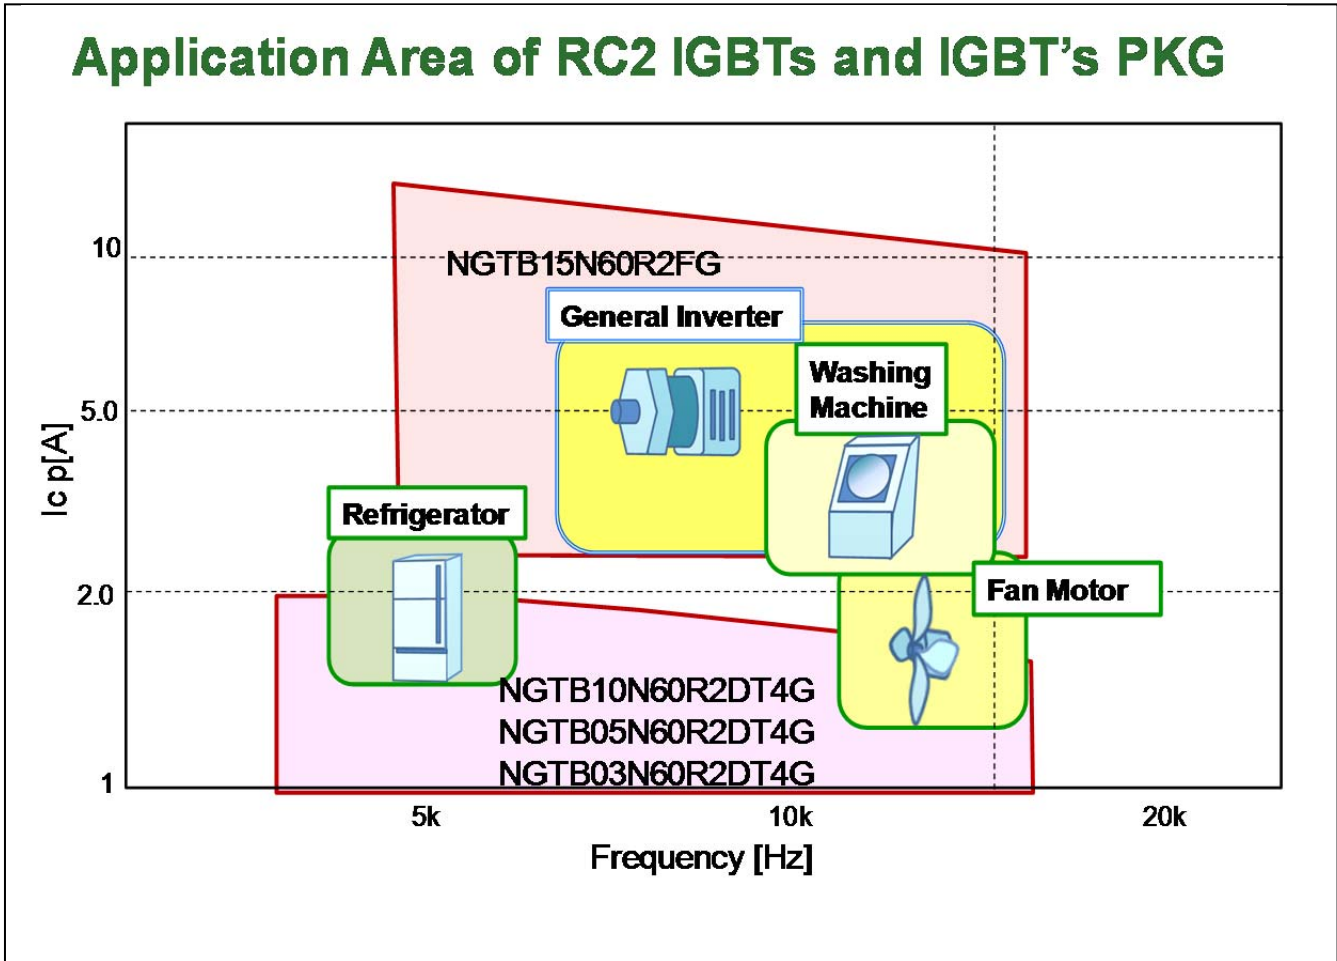 Application Area of RC2 IGBTs and IGBT's PKG
10
NGTB15N60R2FG
General Inverter
Washing
Machine
5.0
Ic p[A]
Refrigerator
2.0
Fan Motor
NGTB10N60R2DT4G
NGTB05N60R2DT4G
NGTB03N60R2DT4G
1
5k
10k
20k
Frequency [Hz]